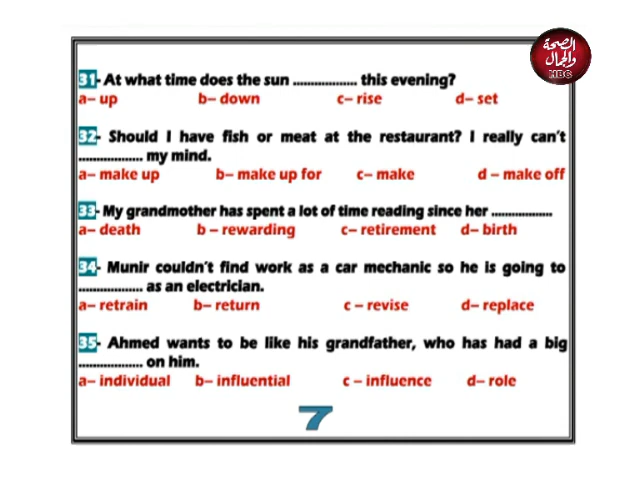 الصحة
والجمال
HBC
31- At what time does the sun .................. this evening?
a– up b– down c– rise d– set
32- Should I have fish or meat at the restaurant? I really can't
.................. my mind.
a– make up b– make up for c– make d – make off
33- My grandmother has spent a lot of time reading since her .................
a– death b – rewarding c– retirement d– birth
34- Munir couldn't find work as a car mechanic so he is going to
.................. as an electrician.
a– retrain b– return c – revise d– replace
35- Ahmed wants to be like his grandfather, who has had a big
.................. on him.
a– individual b– influential c – influence d– role
7